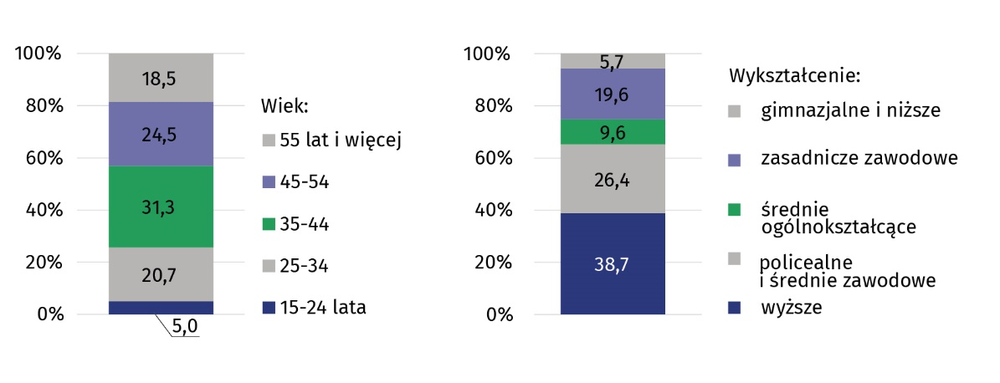 100%
80%
60%
40%
20%
0%
18,5
24,5
31,3
20,7
5,0
Wiek:
55 lat i więcej
45-54
35-44
25-34
15-24 lata
100%
80%
60%
40%
20%
0%
5,7
19,6
9,6
26,4
38,7
Wykształcenie:
gimnazjalne i niższe
zasadnicze zawodowe
średnie
ogólnokształcące
policealne
i średnie zawodowe
wyższe